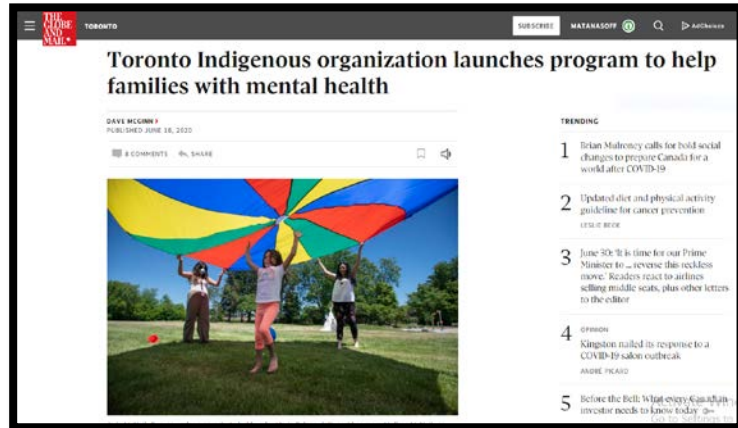 THE
GLOBE
AND
MAIL*
TORONTO
SUBSCRIBE
MATANASOFF
AdChoices
Toronto Indigenous organization launches program to help
families with mental health
DAVE MCGINN
PUBLISHED JUNE 18, 2020
8 COMMENTS
SHARE
TRENDING
1
Brian Mulroney calls for bold social
changes to prepare Canada for a
world after COVID-19
2
Updated diet and physical activity
guideline for cancer prevention
LESLIE BECK
3
June 30: 'It is time for our Prime
Minister to ... reverse this reckless
move.' Readers react to airlines
selling middle seats, plus other letters
to the editor
4
OPINION
Kingston nailed its response to a
COVID-19 salon outbreak
ANDRÉ PICARD
5
Before the Bell: What every Canadian
investor needs to know today
Go to Settings to